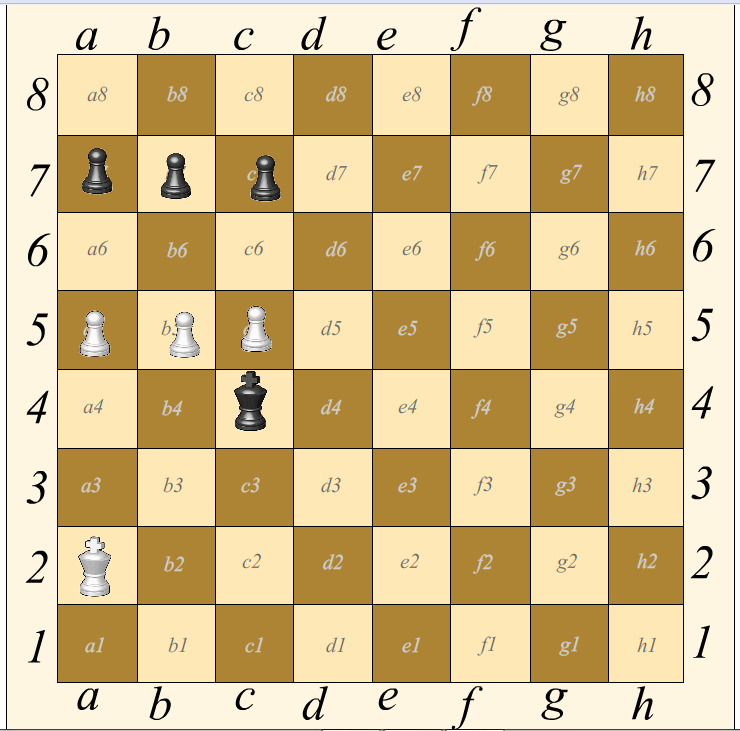 a b c d e f g h
8 a8 b8 c8 d8 e8 f8 g8 h8 8
7 d7 e7 f7 g7 h7 7
6 a6 b6 c6 d6 e6 f6 g6 h6 6
5 d5 e5 f5 g5 h5 5
4 a4 b4 d4 e4 f4 g4 h4 4
3 a3 b3 c3 d3 e3 f3 g3 h3 3
2 b2 c2 d2 e2 f2 g2 h2 2
1 a1 b1 c1 d1 e1 f1 g1 h1 1
a b c d e f g h